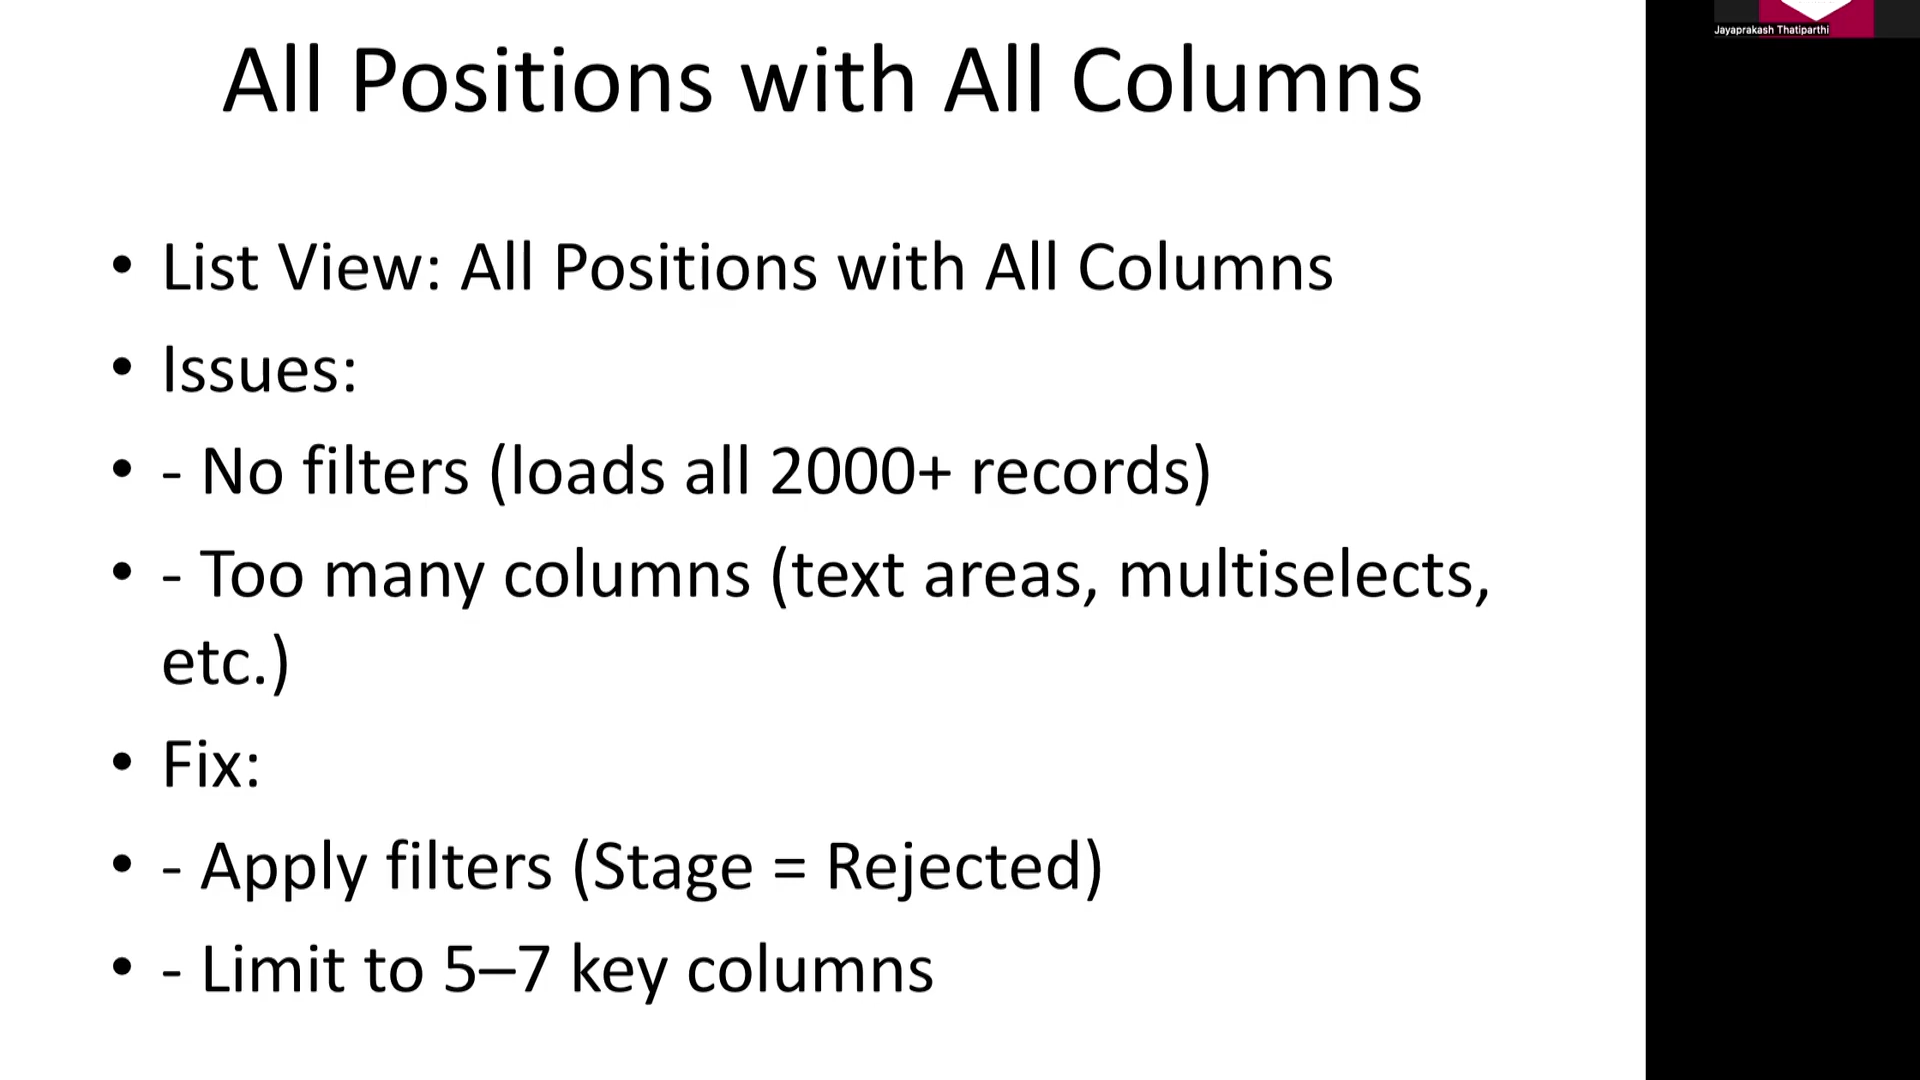 All Positions with All Columns
Jayaprakash Thatiparthi
• List View: All Positions with All Columns
• Issues:
• - No filters (loads all 2000+ records)
• - Too many columns (text areas, multiselects,
etc.)
• Fix:
• - Apply filters (Stage = Rejected)
• - Limit to 5–7 key columns